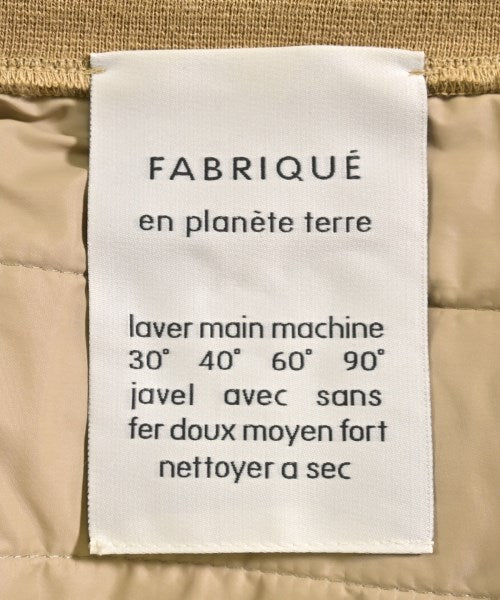 FABRIQUÉ
en planète terre
laver main machine
30° 40° 60° 90°
javel avec sans
fer doux moyen fort
nettoyer a sec